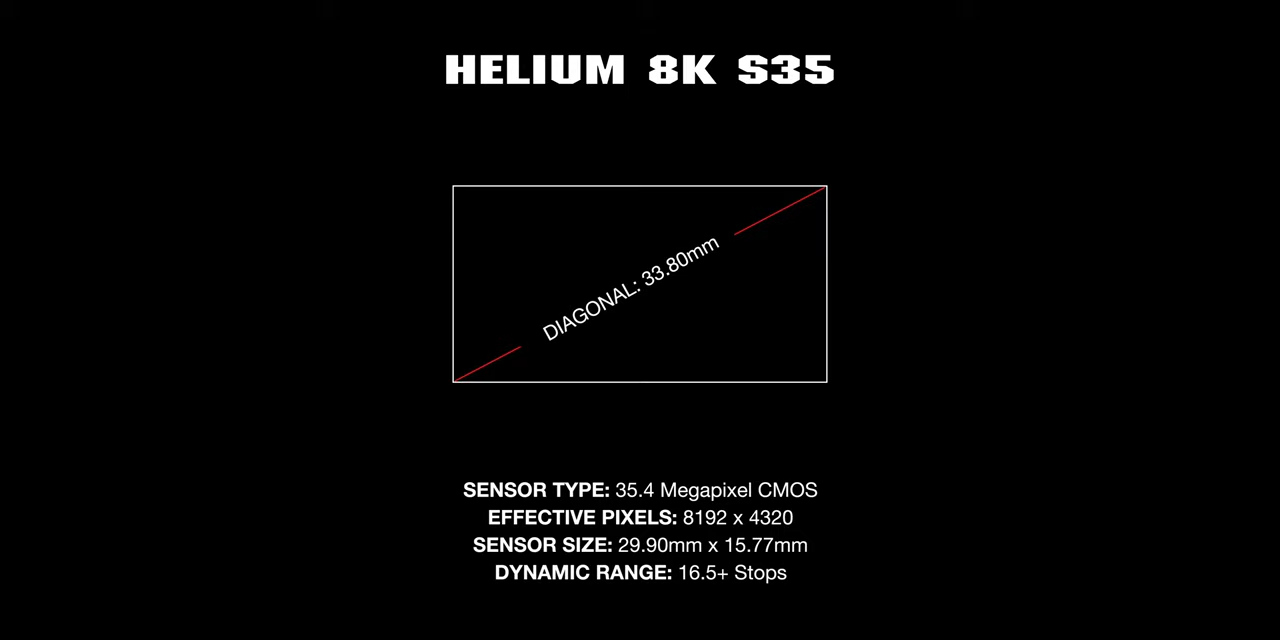 HELIUM 8K S35
DIAGONAL: 33.80mm
SENSOR TYPE: 35.4 Megapixel CMOS
EFFECTIVE PIXELS: 8192 x 4320
SENSOR SIZE: 29.90mm x 15.77mm
DYNAMIC RANGE: 16.5+ Stops